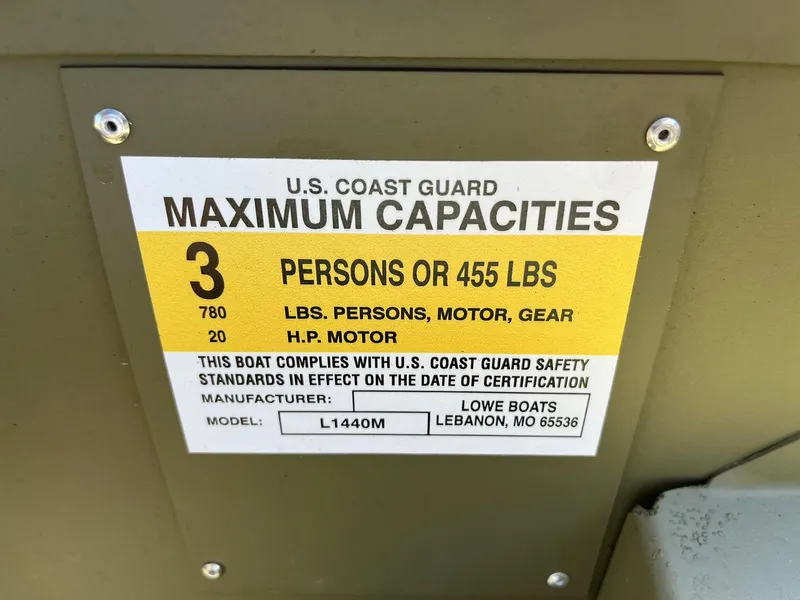 U.S. COAST GUARD
MAXIMUM CAPACITIES
3 PERSONS OR 455 LBS
780 LBS. PERSONS, MOTOR, GEAR
20 H.P. MOTOR
THIS BOAT COMPLIES WITH U.S. COAST GUARD SAFETY
STANDARDS IN EFFECT ON THE DATE OF CERTIFICATION
MANUFACTURER: LOWE BOATS
MODEL: L1440M LEBANON, MO 65536